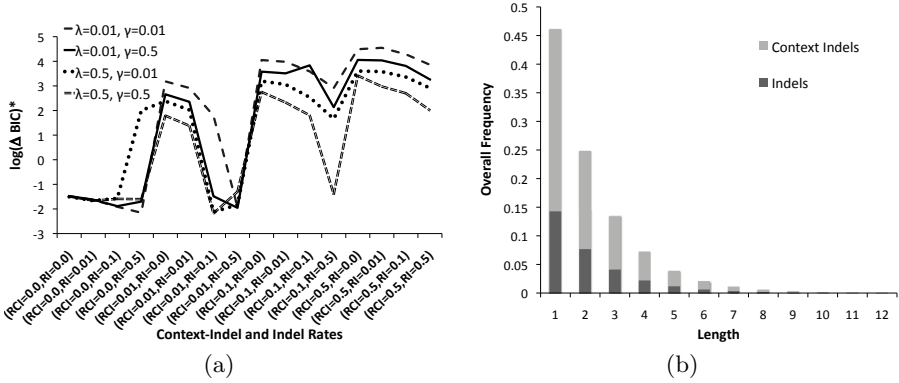 λ=0.01, γ=0.01
λ=0.01, γ=0.5
λ=0.5, γ=0.01
λ=0.5, γ=0.5
log(Δ BIC)*
5
4
3
2
1
0
-1
-2
-3
(RCI=0.0,RI=0.0)
(RCI=0.0,RI=0.01)
(RCI=0.0,RI=0.1)
(RCI=0.0,RI=0.5)
(RCI=0.01,RI=0.0)
(RCI=0.01,RI=0.01)
(RCI=0.01,RI=0.1)
(RCI=0.01,RI=0.5)
(RCI=0.1,RI=0.0)
(RCI=0.1,RI=0.01)
(RCI=0.1,RI=0.1)
(RCI=0.1,RI=0.5)
(RCI=0.5,RI=0.0)
(RCI=0.5,RI=0.01)
(RCI=0.5,RI=0.1)
(RCI=0.5,RI=0.5)
Context-Indel and Indel Rates
(a)
Overall Frequency
0.5
0.45
0.4
0.35
0.3
0.25
0.2
0.15
0.1
0.05
0
Context Indels
Indels
1 2 3 4 5 6 7 8 9 10 11 12
Length
(b)